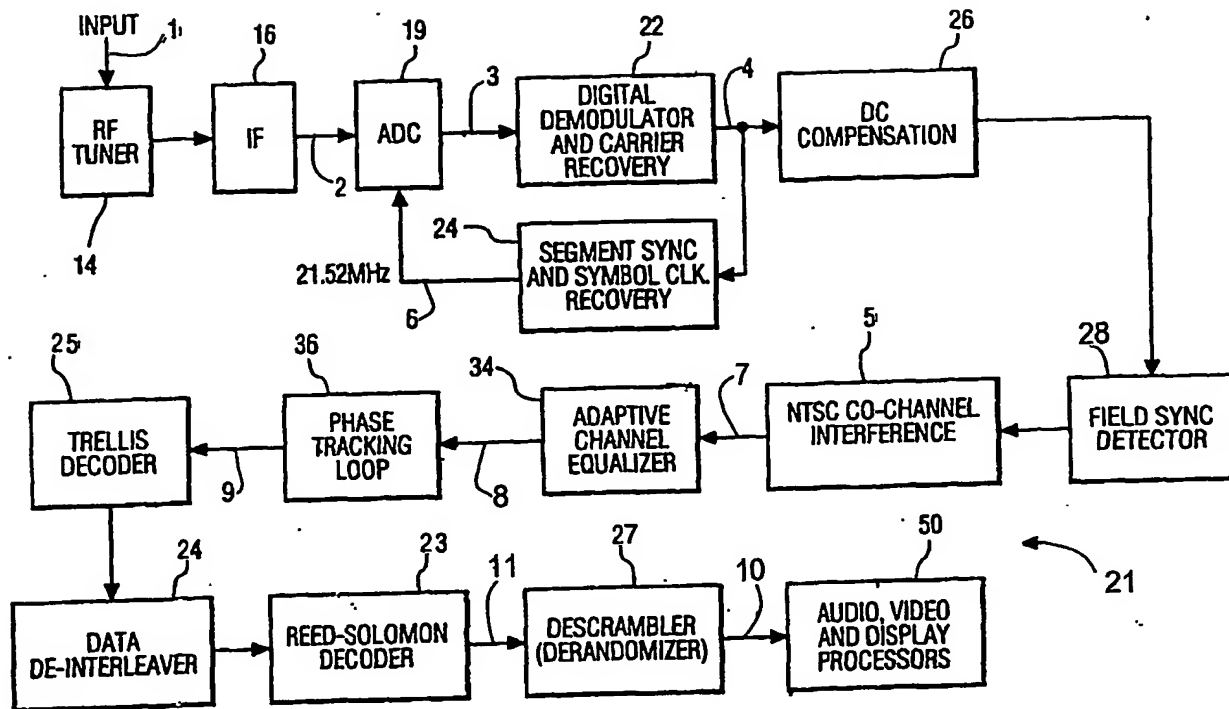 INPUT
1
16
19
22
26
3
4
RF
TUNER
IF
ADC
DIGITAL
DEMODULATOR
AND CARRIER
RECOVERY
DC
COMPENSATION
2
14
24
21.52MHz
6
SEGMENT SYNC
AND SYMBOL CLK.
RECOVERY
25
36
34
5
28
7
TRELLIS
DECODER
PHASE
TRACKING
LOOP
ADAPTIVE
CHANNEL
EQUALIZER
NTSC CO-CHANNEL
INTERFERENCE
FIELD SYNC
DETECTOR
9
8
24
23
27
50
11
10
21
DATA
DE-INTERLEAVER
REED-SOLOMON
DECODER
DESCRAMBLER
(DERANDOMIZER)
AUDIO, VIDEO
AND DISPLAY
PROCESSORS